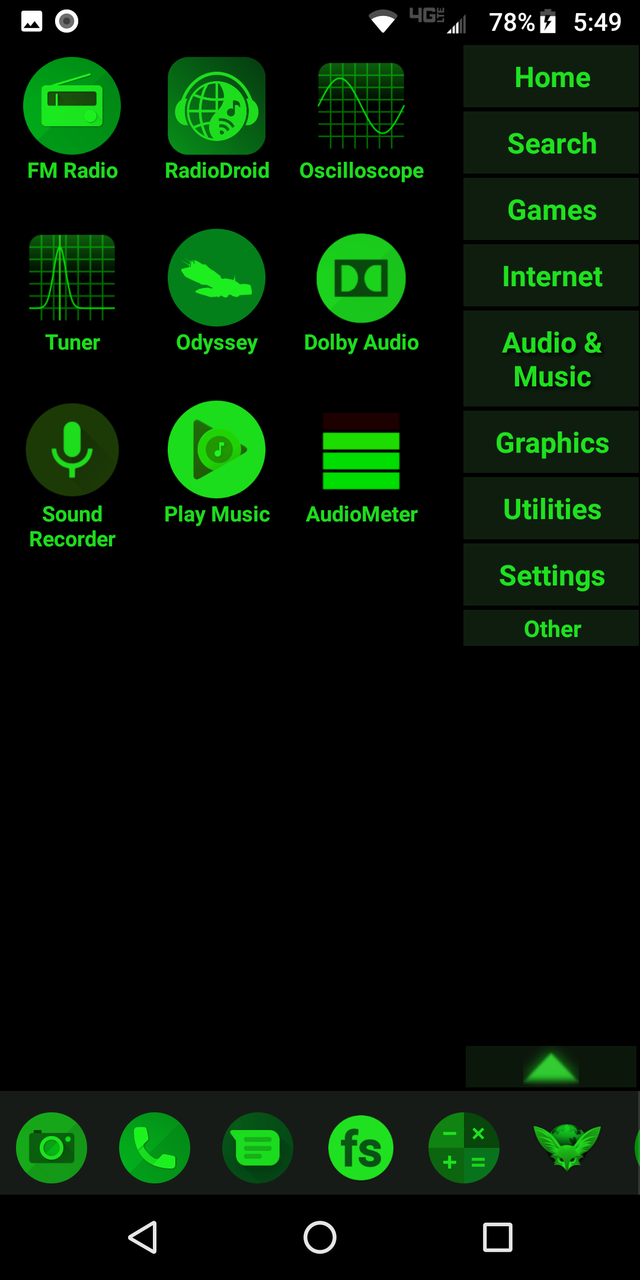 4G LTE 78% 5:49
FM Radio
RadioDroid
Oscilloscope
Tuner
Odyssey
Dolby Audio
Sound
Recorder
Play Music
AudioMeter
Home
Search
Games
Internet
Audio &
Music
Graphics
Utilities
Settings
Other
fs
− × + =